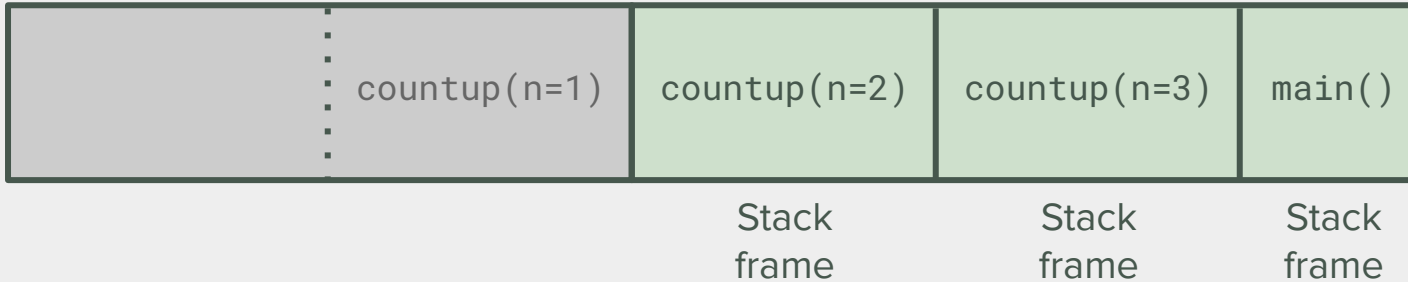 countup(n=1) countup(n=2) countup(n=3) main()
Stack frame Stack frame Stack frame